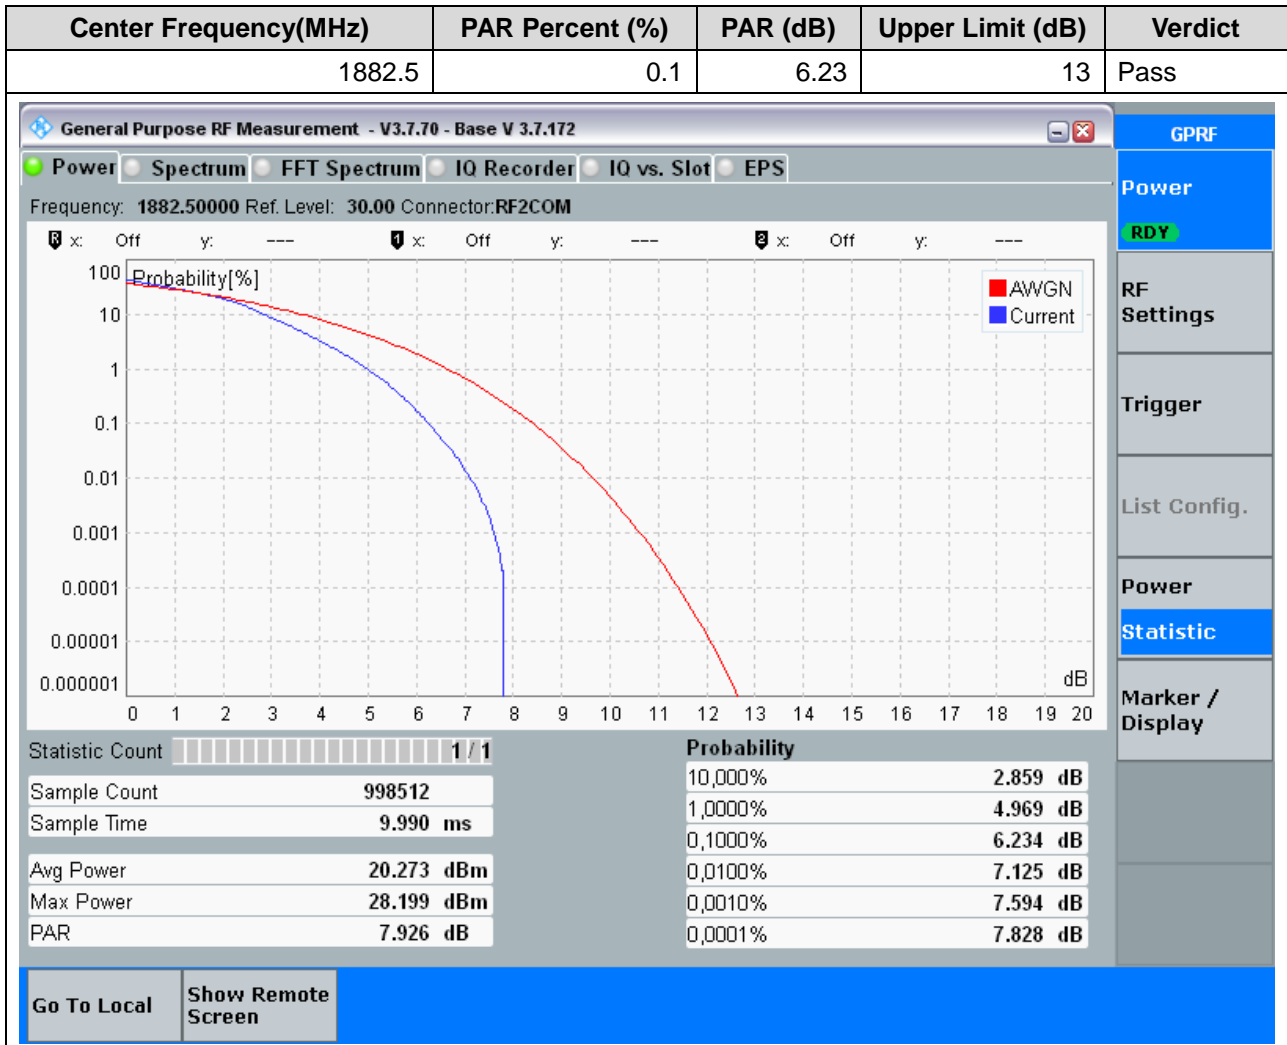 Center Frequency(MHz) PAR Percent (%) PAR (dB) Upper Limit (dB) Verdict
1882.5 0.1 6.23 13 Pass
General Purpose RF Measurement - V3.7.70 - Base V 3.7.172
GPRF
Power Spectrum FFT Spectrum IQ Recorder IQ vs. Slot EPS
Frequency: 1882.50000 Ref. Level: 30.00 Connector:RF2COM
R x: Off y: --- 1 x: Off y: --- 2 x: Off y: ---
Probability[%]
AWGN
Current
100
10
1
0.1
0.01
0.001
0.0001
0.00001
0.000001
dB
0 1 2 3 4 5 6 7 8 9 10 11 12 13 14 15 16 17 18 19 20
Statistic Count 1 / 1
Sample Count 998512
Sample Time 9.990 ms
Avg Power 20.273 dBm
Max Power 28.199 dBm
PAR 7.926 dB
Probability
10,000% 2.859 dB
1,0000% 4.969 dB
0,1000% 6.234 dB
0,0100% 7.125 dB
0,0010% 7.594 dB
0,0001% 7.828 dB
Power
RDY
RF
Settings
Trigger
List Config.
Power
Statistic
Marker /
Display
Go To Local
Show Remote
Screen